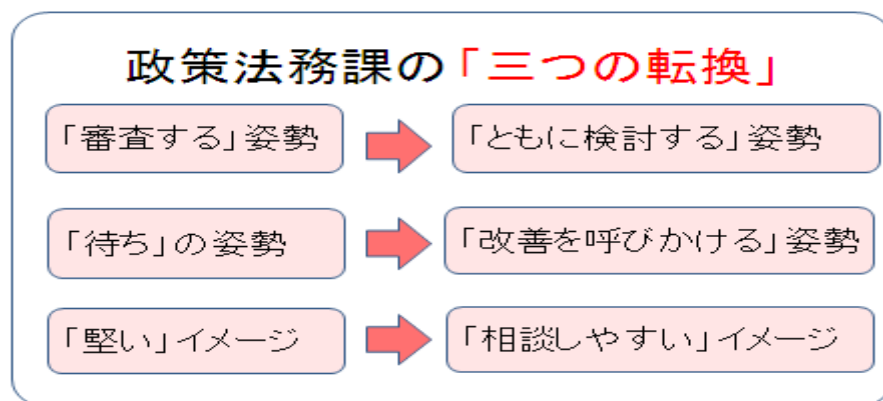 政策法務課の「三つの転換」
「審査する」姿勢
「ともに検討する」姿勢
「待ち」の姿勢
「改善を呼びかける」姿勢
「堅い」イメージ
「相談しやすい」イメージ